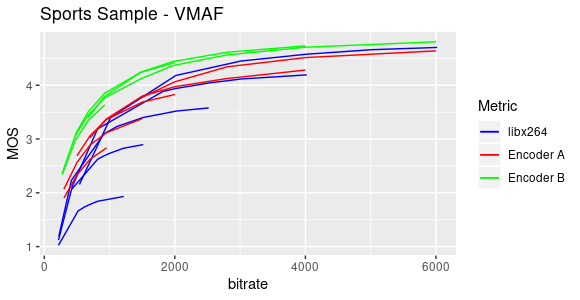 Sports Sample - VMAF
MOS
4
3
2
1
0
2000
4000
6000
bitrate
Metric
libx264
Encoder A
Encoder B